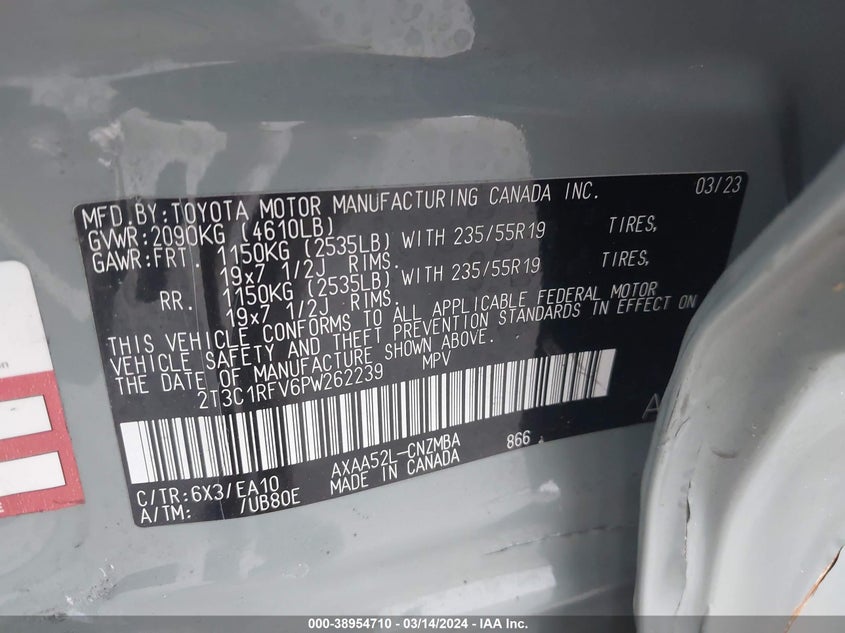 MFD.BY:TOYOTA MOTOR MANUFACTURING CANADA INC. 03/23
GVWR:2090KG (4610LB)
GAWR:FRT. 1150KG (2535LB) WITH 235/55R19 TIRES,
19x7 1/2J RIMS.
RR. 1150KG (2535LB) WITH 235/55R19 TIRES,
19x7 1/2J RIMS.
THIS VEHICLE CONFORMS TO ALL APPLICABLE FEDERAL MOTOR
VEHICLE SAFETY AND THEFT PREVENTION STANDARDS IN EFFECT ON
THE DATE OF MANUFACTURE SHOWN ABOVE.
2T3C1RFV6PW262239 MPV
AXAA52L-CNZMBA 866
C/TR:6X3/EA10 MADE IN CANADA
A/TM: /UB80E
000-38954710 - 03/14/2024 - IAA Inc.